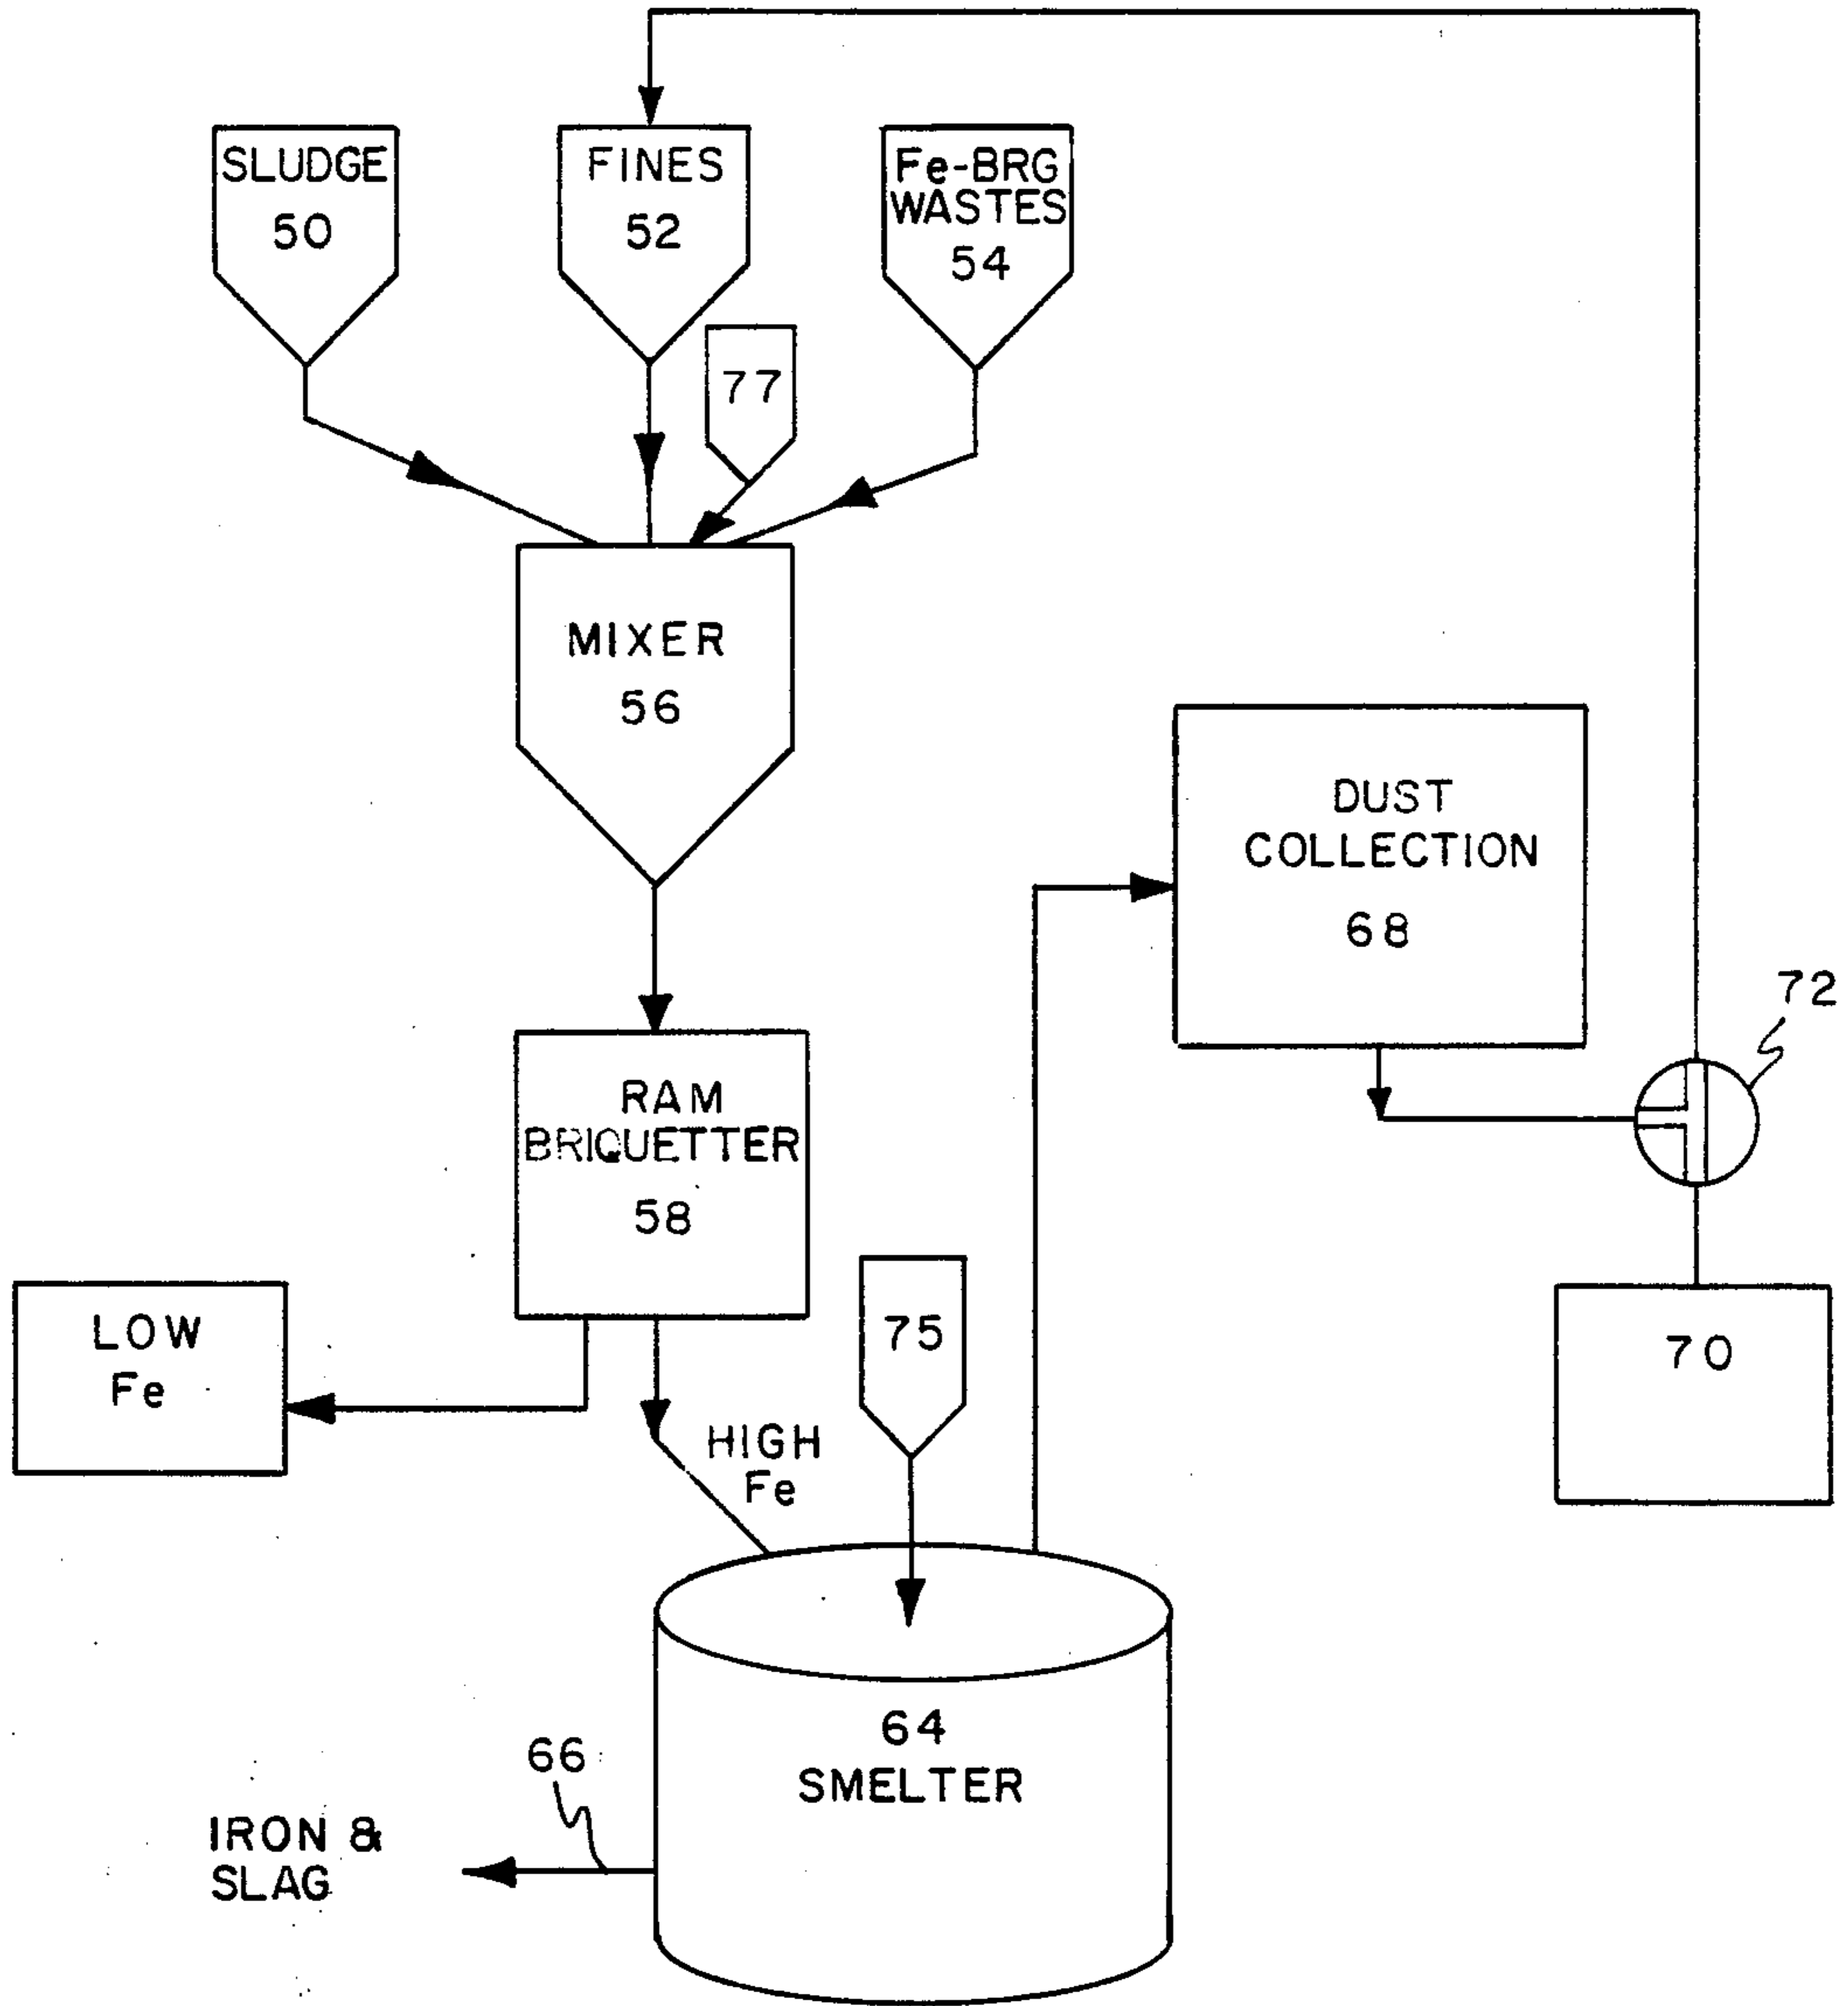 SLUDGE
50
FINES
52
Fe-BRG
WASTES
54
77
MIXER
56
DUST
COLLECTION
68
72
RAM
BRIQUETTER
58
LOW
Fe
HIGH
Fe
75
70
64
SMELTER
66
IRON &
SLAG